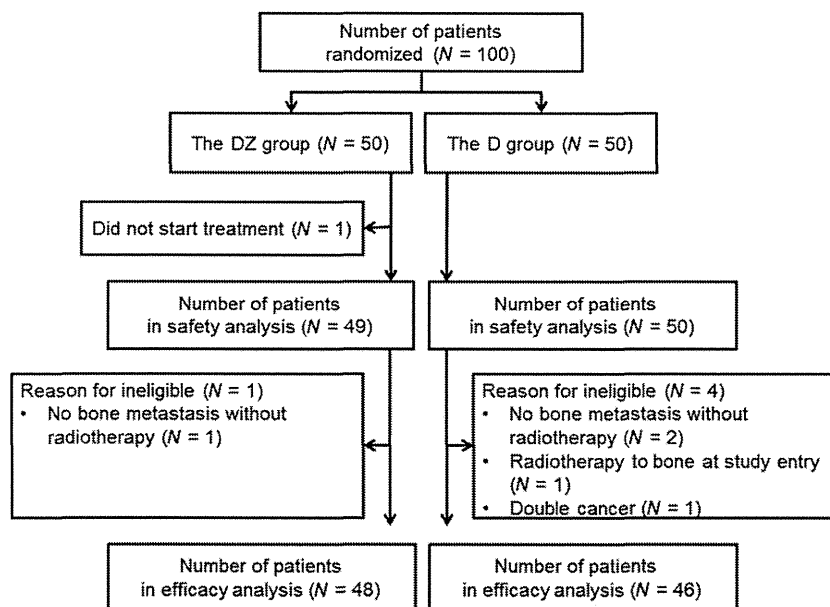 Number of patients
randomized (N = 100)
The DZ group (N = 50)
The D group (N = 50)
Did not start treatment (N = 1)
Number of patients
in safety analysis (N = 49)
Number of patients
in safety analysis (N = 50)
Reason for ineligible (N = 1)
• No bone metastasis without
radiotherapy (N = 1)
Reason for ineligible (N = 4)
• No bone metastasis without
radiotherapy (N = 2)
• Radiotherapy to bone at study entry
(N = 1)
• Double cancer (N = 1)
Number of patients
in efficacy analysis (N = 48)
Number of patients
in efficacy analysis (N = 46)